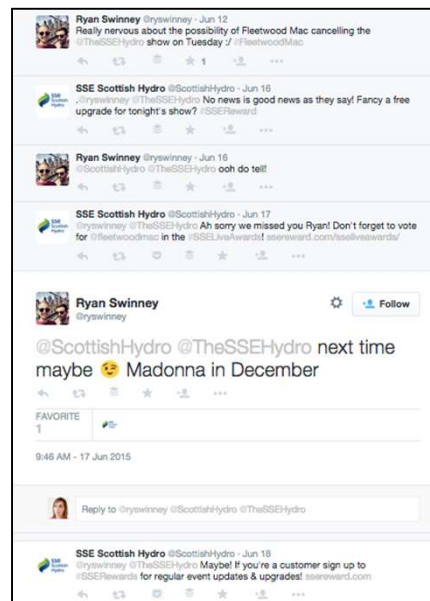 Ryan Swinney @ryswinney · Jun 12
Really nervous about the possibility of Fleetwood Mac cancelling the
@TheSSEHydro show on Tuesday :/ #FleetwoodMac
1
SSE Scottish Hydro @ScottishHydro · Jun 16
.@ryswinney @TheSSEHydro No news is good news as they say! Fancy a free
upgrade for tonight's show? #SSEReward
Ryan Swinney @ryswinney · Jun 16
@ScottishHydro @TheSSEHydro ooh do tell!
SSE Scottish Hydro @ScottishHydro · Jun 17
@ryswinney @TheSSEHydro Ah sorry we missed you Ryan! Don't forget to vote
for @fleetwoodmac in the #SSELiveAwards! ssereward.com/sseliveawards/
Ryan Swinney
@ryswinney
Follow
@ScottishHydro @TheSSEHydro next time
maybe 😉 Madonna in December
FAVORITE
1
9:46 AM - 17 Jun 2015
Reply to @ryswinney @ScottishHydro @TheSSEHydro
SSE Scottish Hydro @ScottishHydro · Jun 18
@ryswinney @TheSSEHydro Maybe! If you're a customer sign up to
#SSERewards for regular event updates & upgrades! ssereward.com